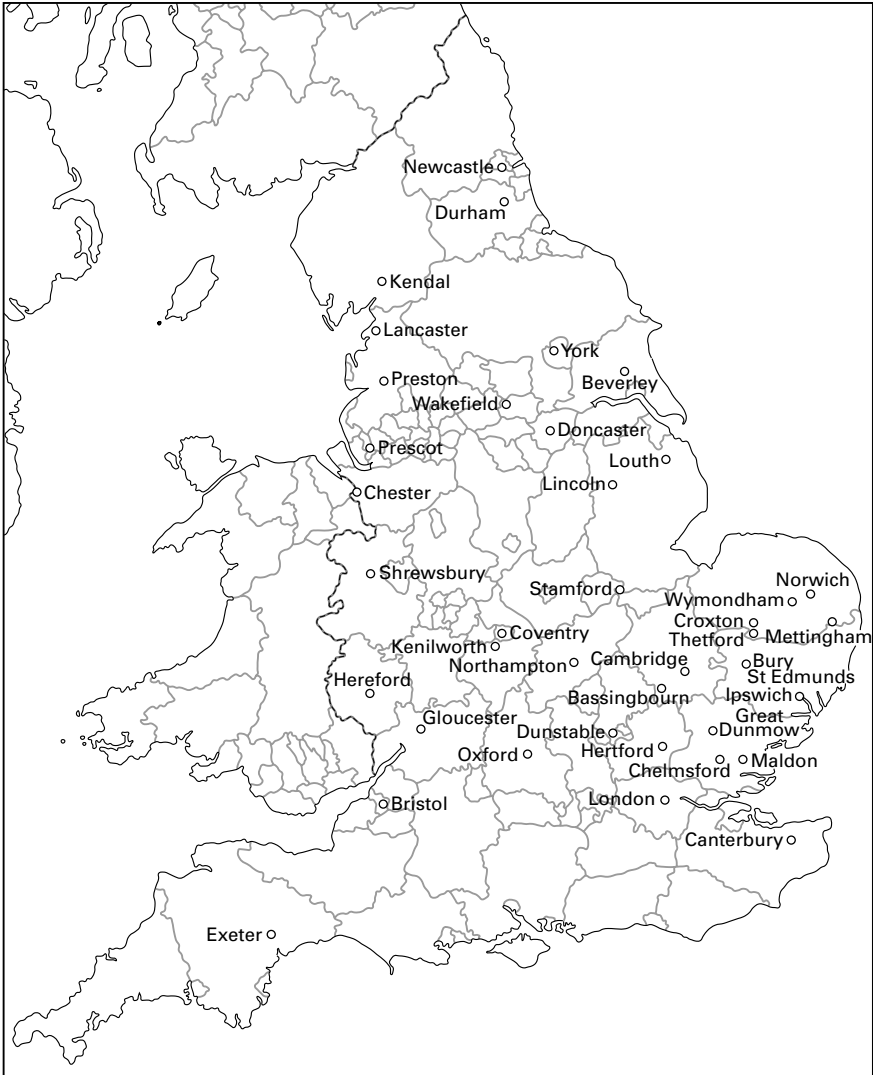 Newcastle
Durham
Kendal
Lancaster
York
Preston
Beverley
Wakefield
Doncaster
Prescot
Louth
Lincoln
Chester
Shrewsbury
Norwich
Stamford
Wymondham
Croxton
Coventry
Thetford
Mettingham
Kenilworth
Cambridge
Northampton
Bury
St Edmunds
Hereford
Bassingbourn
Ipswich
Gloucester
Great
Dunmow
Dunstable
Oxford
Hertford
Chelmsford
Maldon
London
Bristol
Canterbury
Exeter